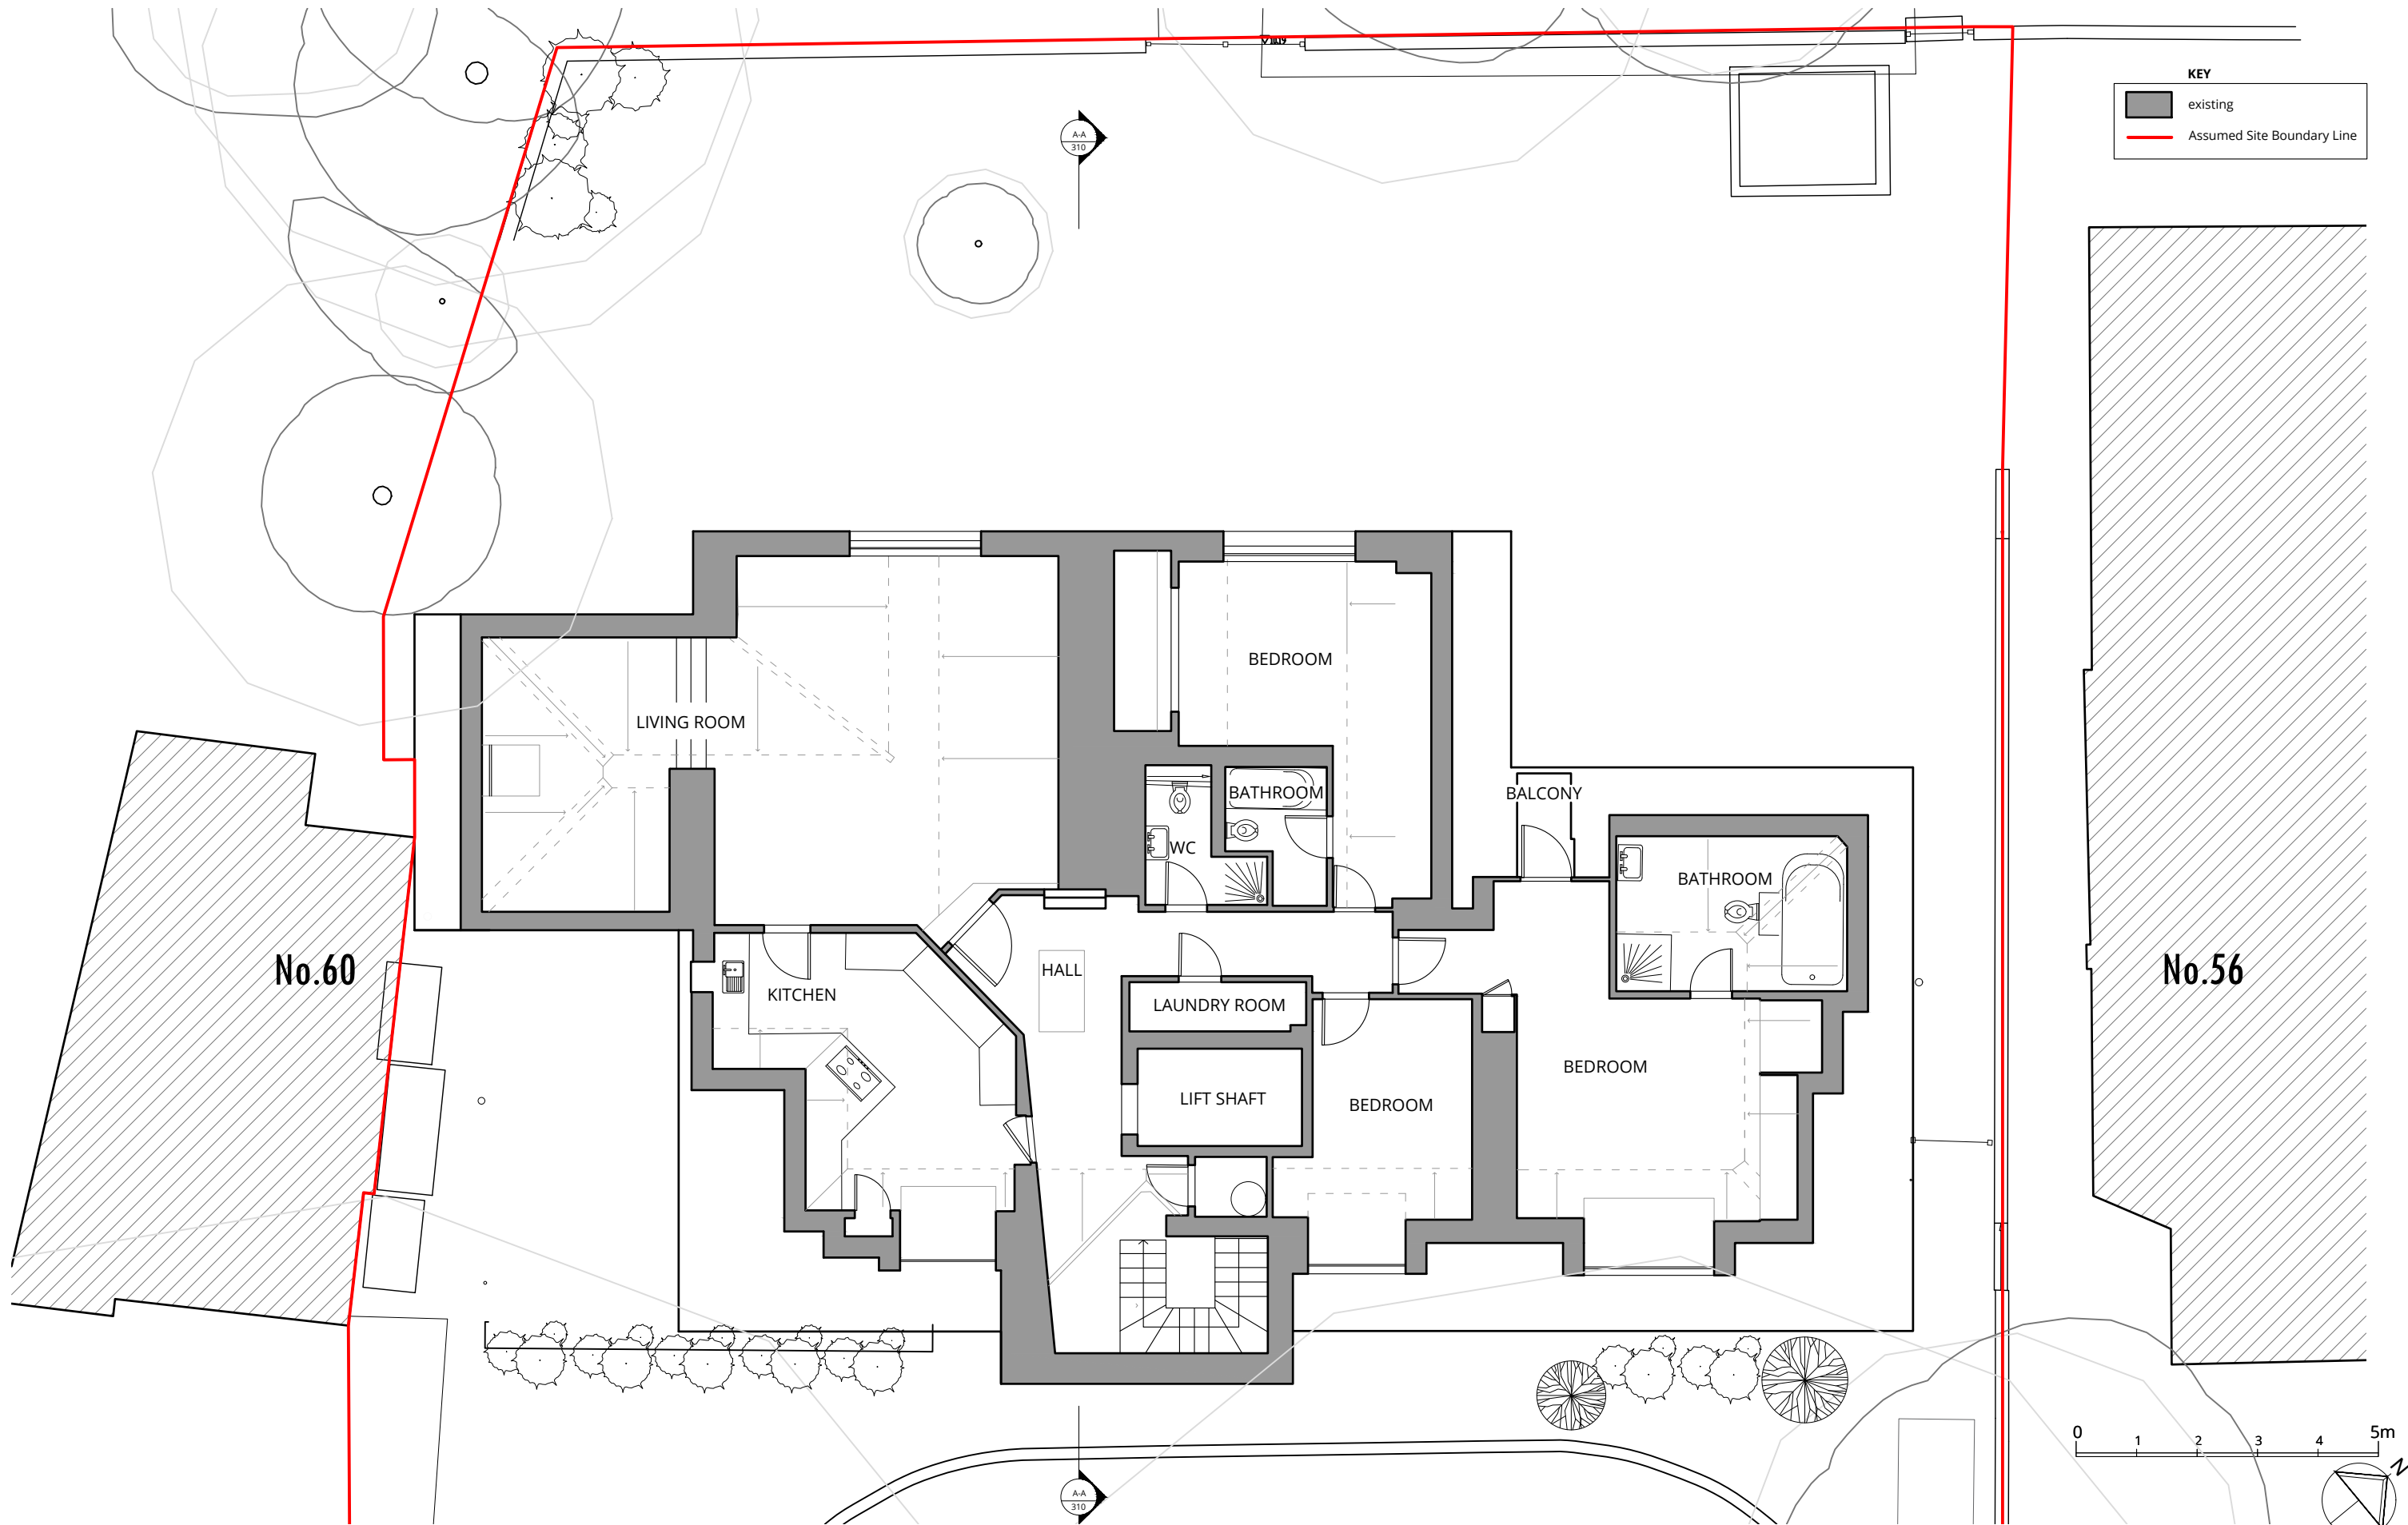 KEY
existing
Assumed Site Boundary Line
A-A
310
BEDROOM
LIVING ROOM
BATHROOM
BALCONY
WC
BATHROOM
No.60
HALL
No.56
KITCHEN
LAUNDRY ROOM
BEDROOM
LIFT SHAFT
BEDROOM
0 1 2 3 4 5m
N
A-A
310